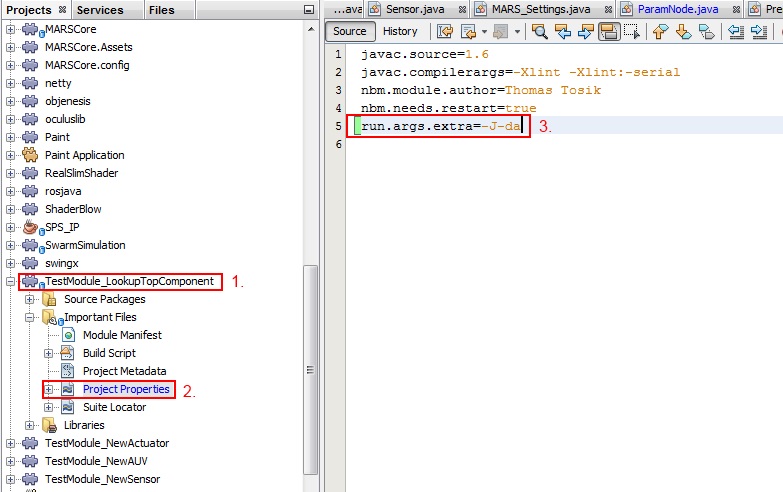 Projects
Services
Files
MARSCore
MARSCore.Assets
MARSCore.config
netty
objenesis
oculuslib
Paint
Paint Application
RealSlimShader
rosjava
ShaderBlow
SPS_IP
SwarmSimulation
swingx
TestModule_LookupTopComponent 1.
Source Packages
Important Files
Module Manifest
Build Script
Project Metadata
Project Properties 2.
Suite Locator
Libraries
TestModule_NewActuator
TestModule_NewAUV
TestModule_NewSensor
...ava
Sensor.java
MARS_Settings.java
ParamNode.java
Pre
Source
History
1 javac.source=1.6
2 javac.compilerargs=-Xlint -Xlint:-serial
3 nbm.module.author=Thomas Tosik
4 nbm.needs.restart=true
5 run.args.extra=-J-da 3.
6